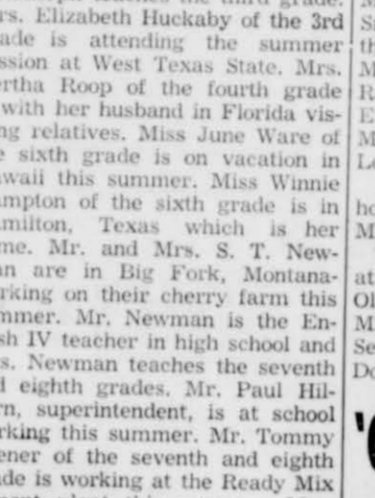 rs. Elizabeth Huckaby of the 3rd
ade is attending the summer
ssion at West Texas State. Mrs.
ertha Roop of the fourth grade
with her husband in Florida vis-
ng relatives. Miss June Ware of
e sixth grade is on vacation in
waii this summer. Miss Winnie
ampton of the sixth grade is in
amilton, Texas which is her
me. Mr. and Mrs. S. T. New-
an are in Big Fork, Montana-
rking on their cherry farm this
mmer. Mr. Newman is the En-
sh IV teacher in high school and
s. Newman teaches the seventh
d eighth grades. Mr. Paul Hil-
rn, superintendent, is at school
rking this summer. Mr. Tommy
ener of the seventh and eighth
de is working at the Ready Mix